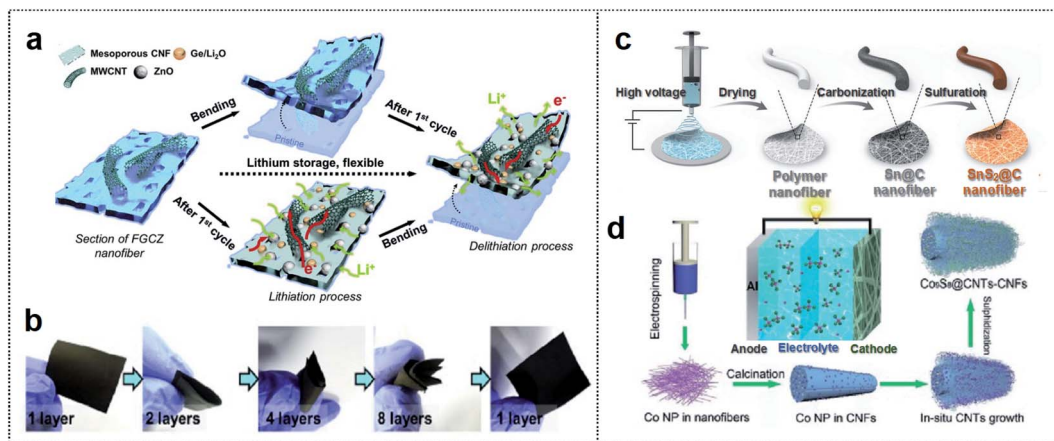 a
Mesoporous CNF
Ge/Li₂O
MWCNT
ZnO
Bending
Pristine
After 1st cycle
Li⁺
e⁻
Lithium storage, flexible
Section of FGCZ
nanofiber
After 1st cycle
e⁻
Li⁺
Lithiation process
Bending
Pristine
Delithiation process
b
1 layer
2 layers
4 layers
8 layers
1 layer
c
High voltage
Drying
Carbonization
Sulfuration
Polymer
nanofiber
Sn@C
nanofiber
SnS₂@C
nanofiber
d
Electrospinning
Al
Anode
Electrolyte
Cathode
Co₉S₈@CNTs-CNFs
Sulphidization
Calcination
Co NP in nanofibers
Co NP in CNFs
In-situ CNTs growth